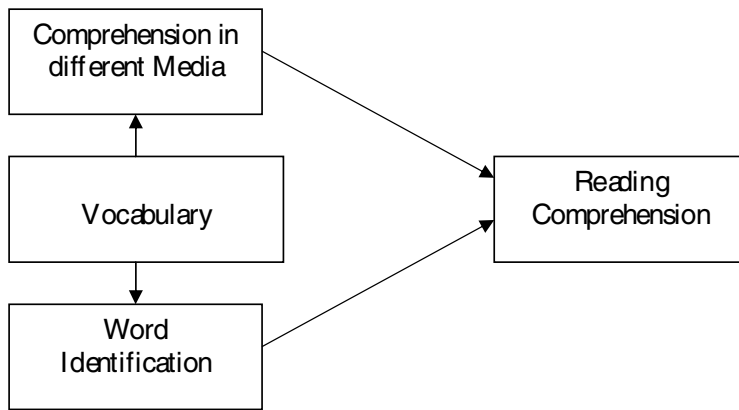 Comprehension in
different Media
Vocabulary
Word
Identification
Reading
Comprehension